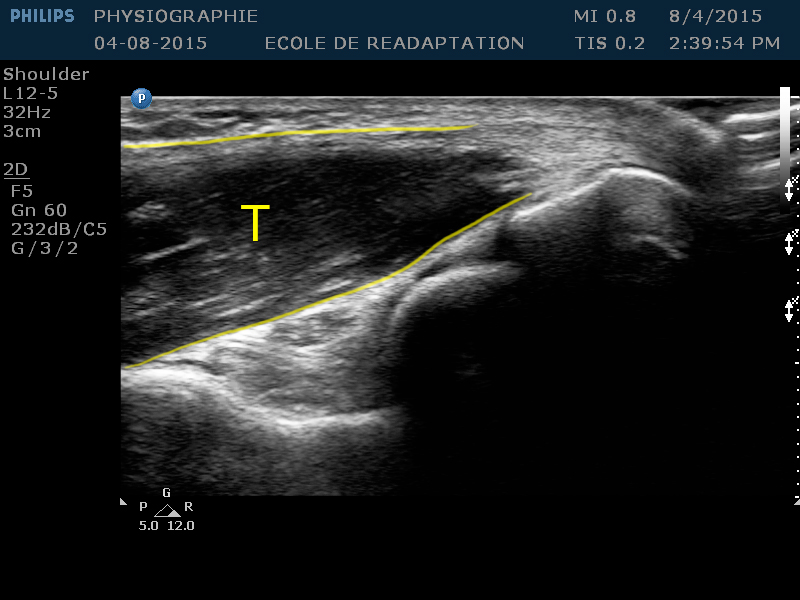 PHILIPS PHYSIOGRAPHIE MI 0.8 8/4/2015
04-08-2015 ECOLE DE READAPTATION TIS 0.2 2:39:54 PM
Shoulder
L12-5
32Hz
3cm
2D
F5
Gn 60
232dB/C5
G/3/2
P
T
G
P R
5.0 12.0